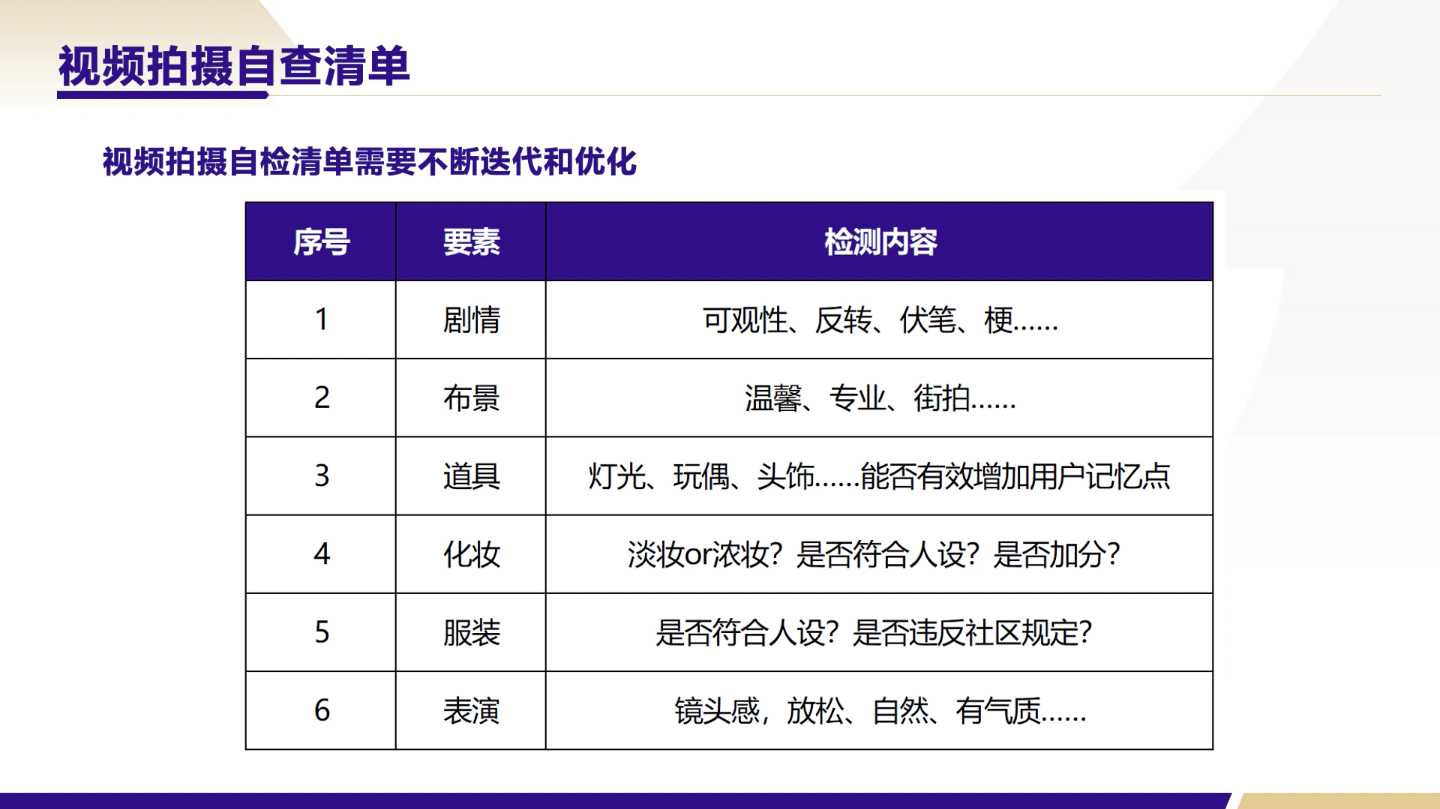 视频拍摄自查清单
视频拍摄自检清单需要不断迭代和优化
序号 要素 检测内容
1 剧情 可观性、反转、伏笔、梗……
2 布景 温馨、专业、街拍……
3 道具 灯光、玩偶、头饰……能否有效增加用户记忆点
4 化妆 淡妆or浓妆？是否符合人设？是否加分？
5 服装 是否符合人设？是否违反社区规定？
6 表演 镜头感，放松、自然、有气质……